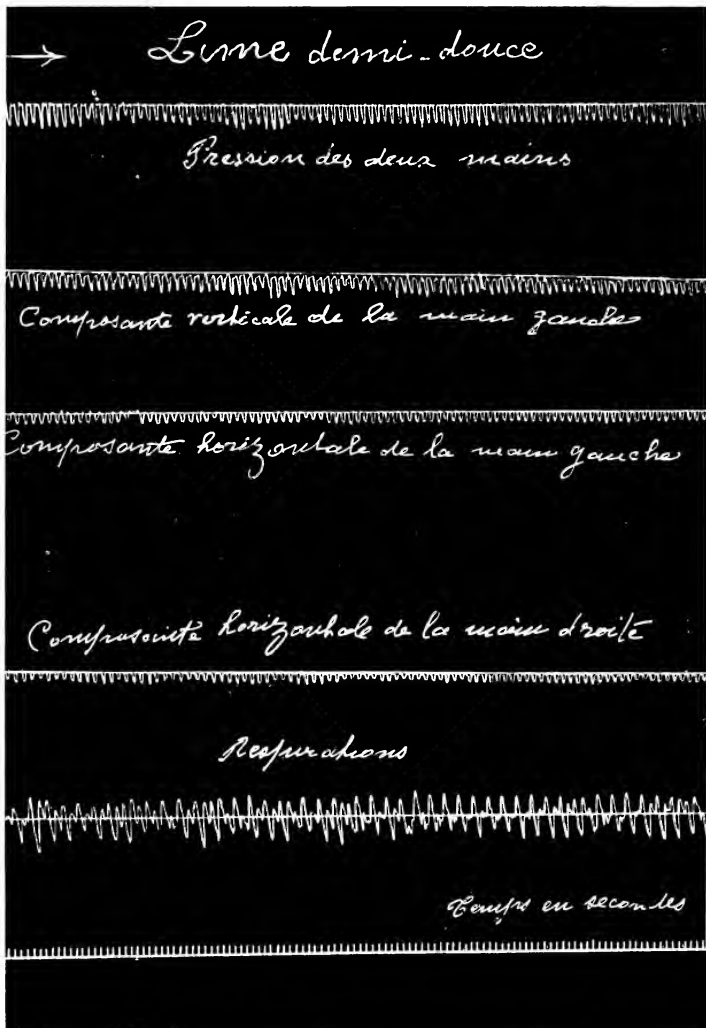 Lime demi-douce
Pression des deux mains
Composante verticale de la main gauche
Composante horizontale de la main gauche
Composante horizontale de la main droite
Respirations
Temps en secondes